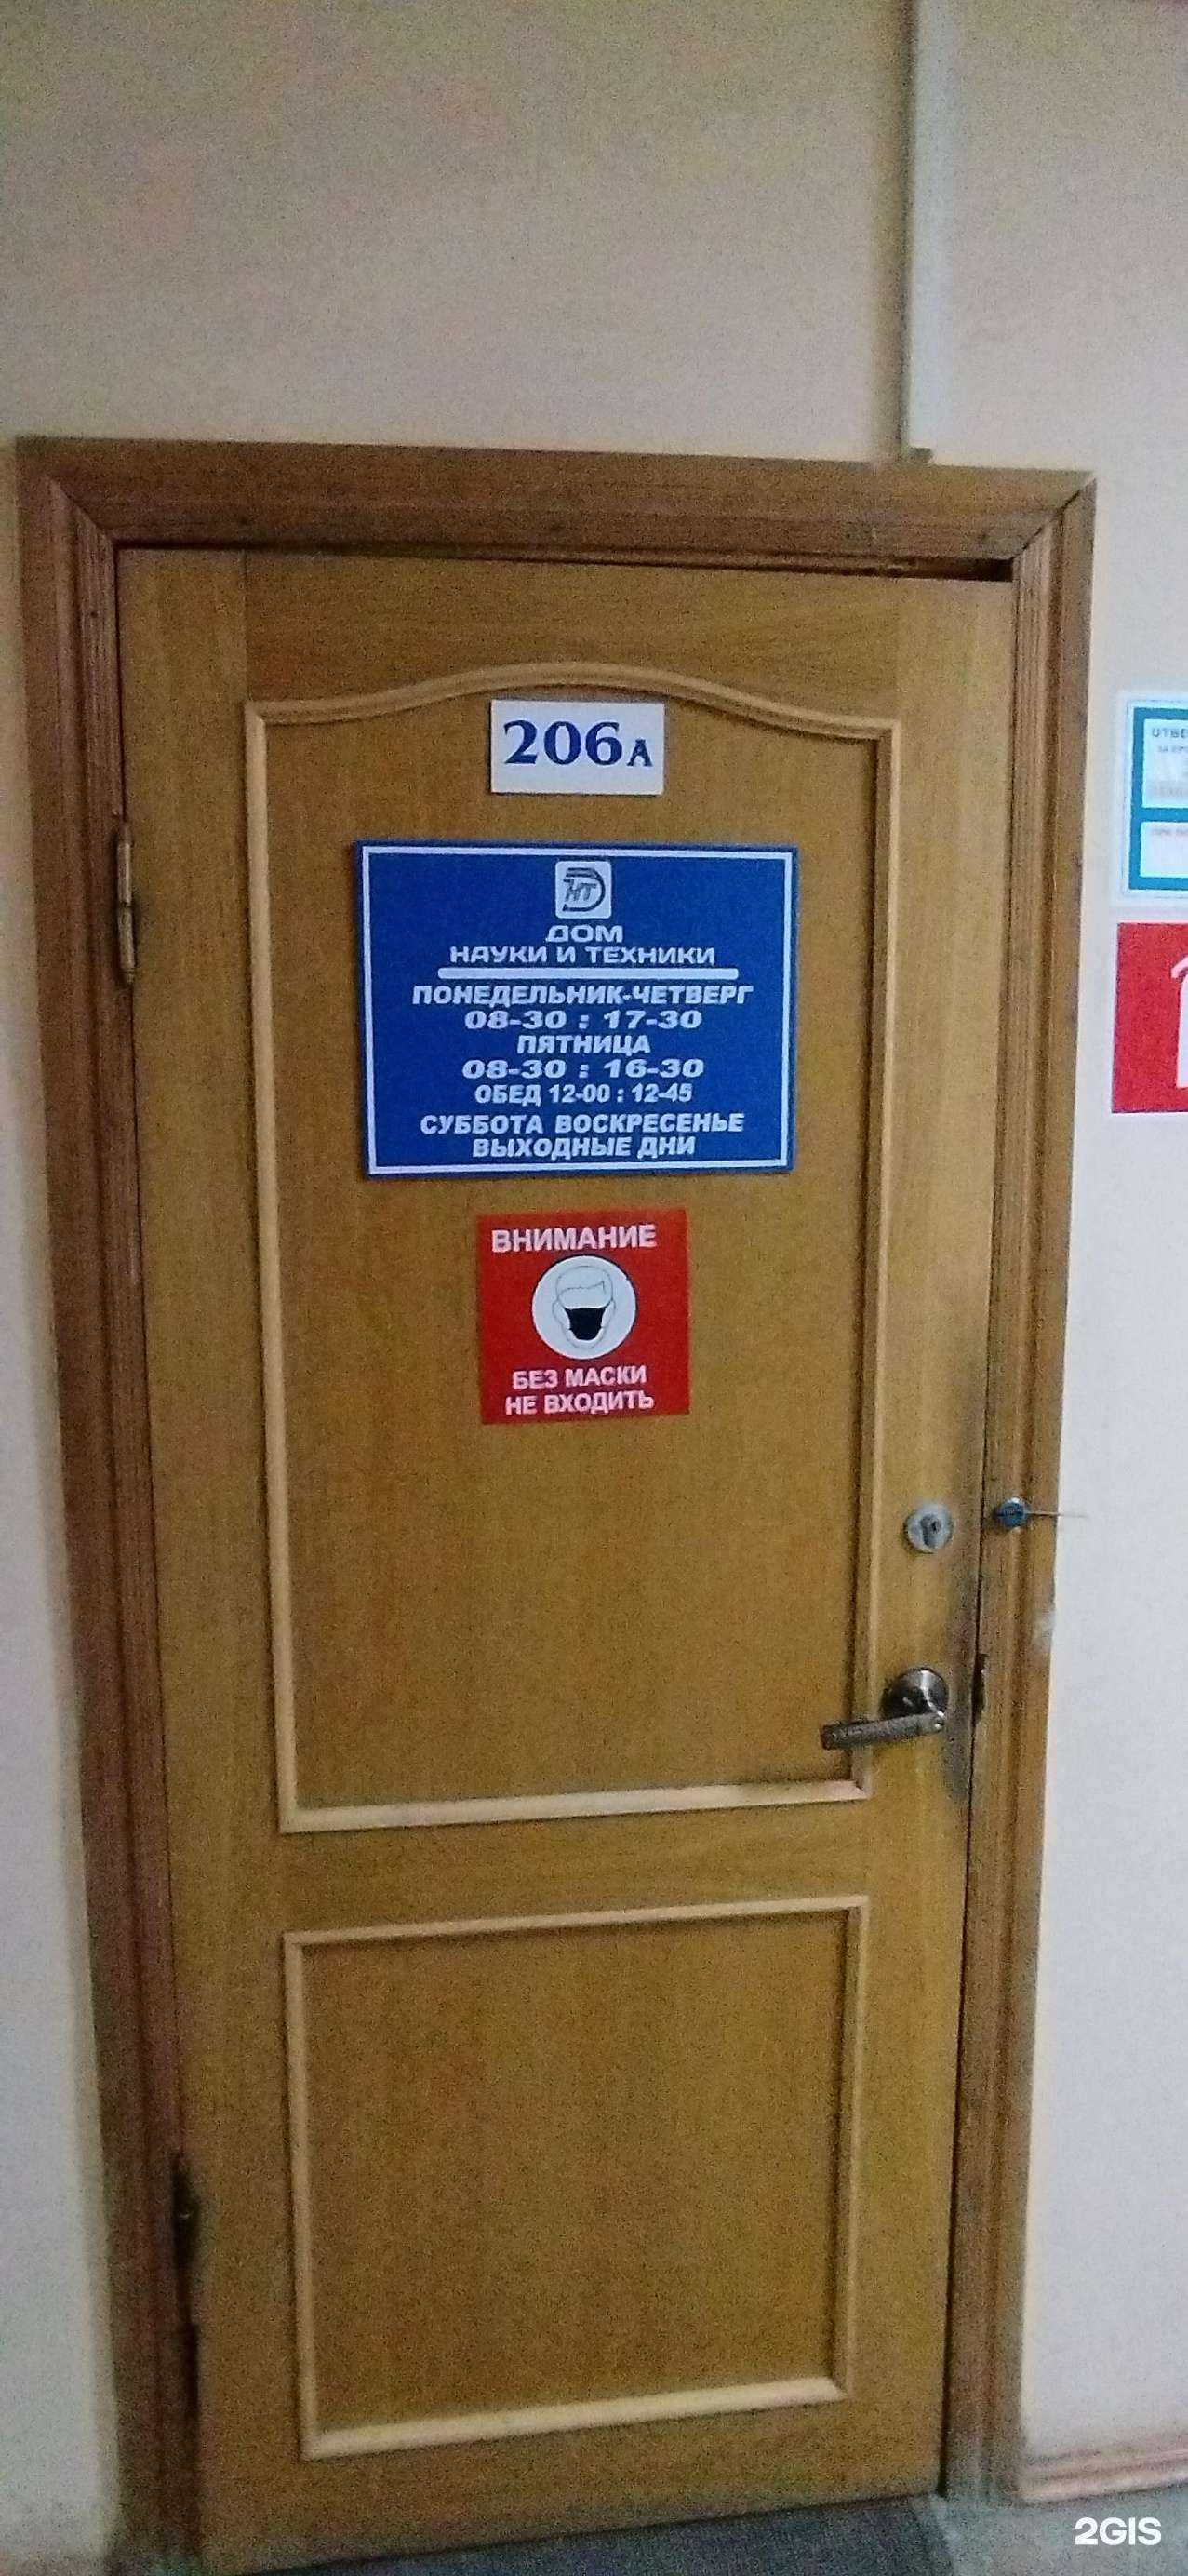 206А
ДНТ
ДОМ
НАУКИ И ТЕХНИКИ
ПОНЕДЕЛЬНИК-ЧЕТВЕРГ
08-30 : 17-30
ПЯТНИЦА
08-30 : 16-30
ОБЕД 12-00 : 12-45
СУББОТА ВОСКРЕСЕНЬЕ
ВЫХОДНЫЕ ДНИ
ВНИМАНИЕ
БЕЗ МАСКИ
НЕ ВХОДИТЬ
2GIS